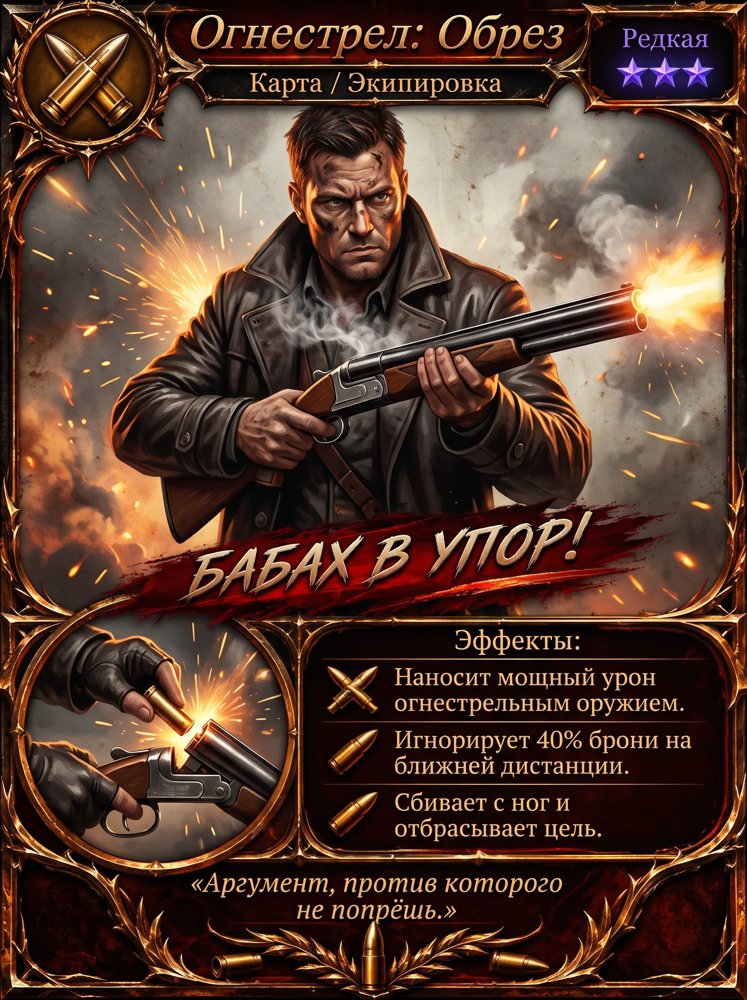 Огнестрел: Обрез
Редкая
Карта / Экипировка
БАБАХ В УПОР!
Эффекты:
Наносит мощный урон
огнестрельным оружием.
Игнорирует 40% брони на
ближней дистанции.
Сбивает с ног и
отбрасывает цель.
«Аргумент, против которого
не попрёшь.»